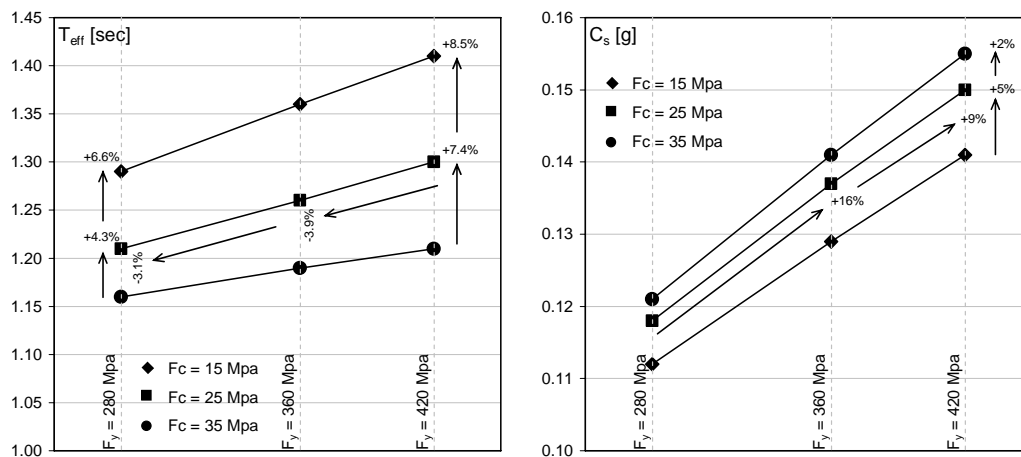 T_eff [sec]
1.45
1.40
1.35
1.30
1.25
1.20
1.15
1.10
1.05
1.00
+8.5%
+6.6%
+7.4%
+4.3%
-3.9%
-3.1%
Fc = 15 Mpa
Fc = 25 Mpa
Fc = 35 Mpa
F_y = 280 Mpa
F_y = 360 Mpa
F_y = 420 Mpa
C_s [g]
0.16
0.15
0.14
0.13
0.12
0.11
0.10
Fc = 15 Mpa
Fc = 25 Mpa
Fc = 35 Mpa
+2%
+5%
+9%
+16%
F_y = 280 Mpa
F_y = 360 Mpa
F_y = 420 Mpa